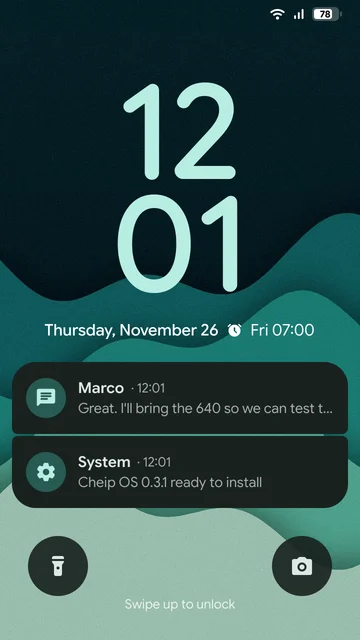 78
12
01
Thursday, November 26 Fri 07:00
Marco · 12:01
Great. I'll bring the 640 so we can test t...
System · 12:01
Cheip OS 0.3.1 ready to install
Swipe up to unlock